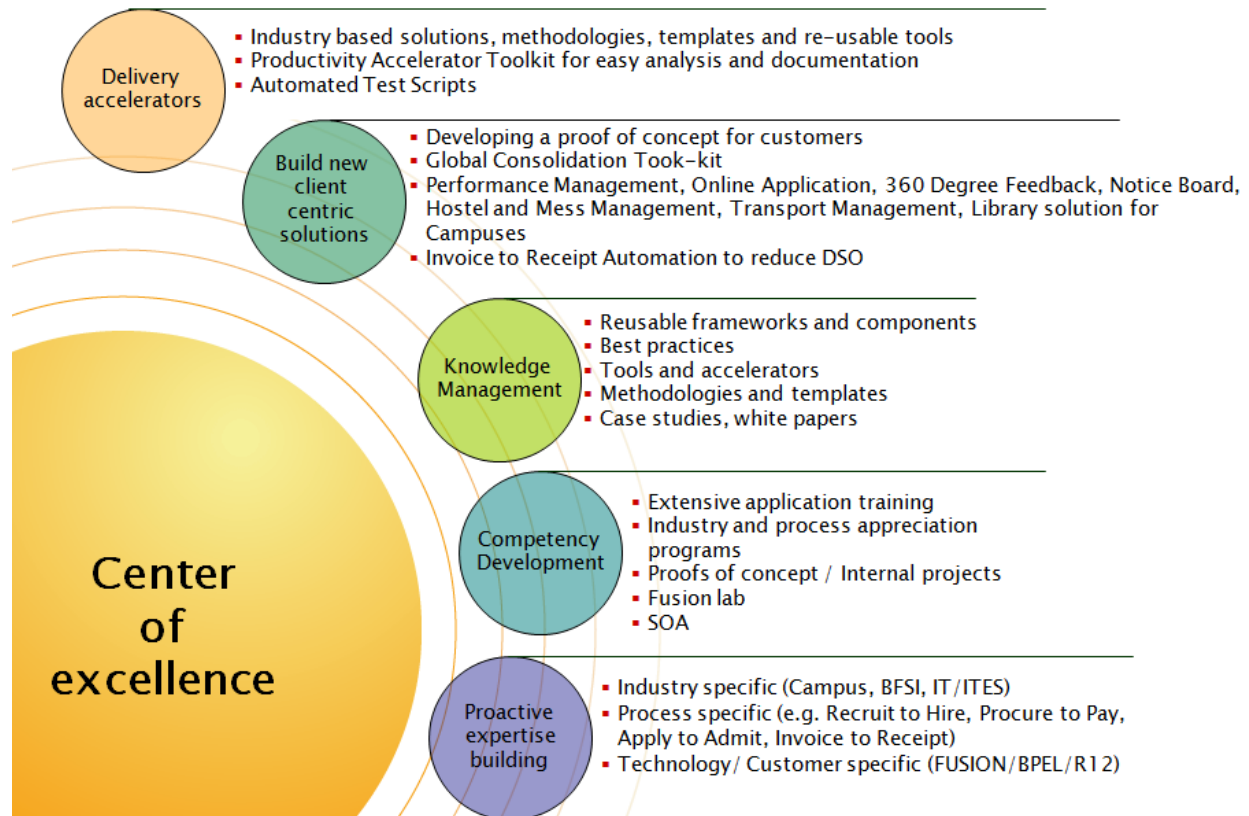 Delivery
accelerators
▪ Industry based solutions, methodologies, templates and re-usable tools
▪ Productivity Accelerator Toolkit for easy analysis and documentation
▪ Automated Test Scripts
Build new
client
centric
solutions
▪ Developing a proof of concept for customers
▪ Global Consolidation Took-kit
▪ Performance Management, Online Application, 360 Degree Feedback, Notice Board,
Hostel and Mess Management, Transport Management, Library solution for
Campuses
▪ Invoice to Receipt Automation to reduce DSO
Knowledge
Management
▪ Reusable frameworks and components
▪ Best practices
▪ Tools and accelerators
▪ Methodologies and templates
▪ Case studies, white papers
Competency
Development
▪ Extensive application training
▪ Industry and process appreciation
programs
▪ Proofs of concept / Internal projects
▪ Fusion lab
▪ SOA
Center
of
excellence
Proactive
expertise
building
▪ Industry specific (Campus, BFSI, IT/ITES)
▪ Process specific (e.g. Recruit to Hire, Procure to Pay,
Apply to Admit, Invoice to Receipt)
▪ Technology/ Customer specific (FUSION/BPEL/R12)